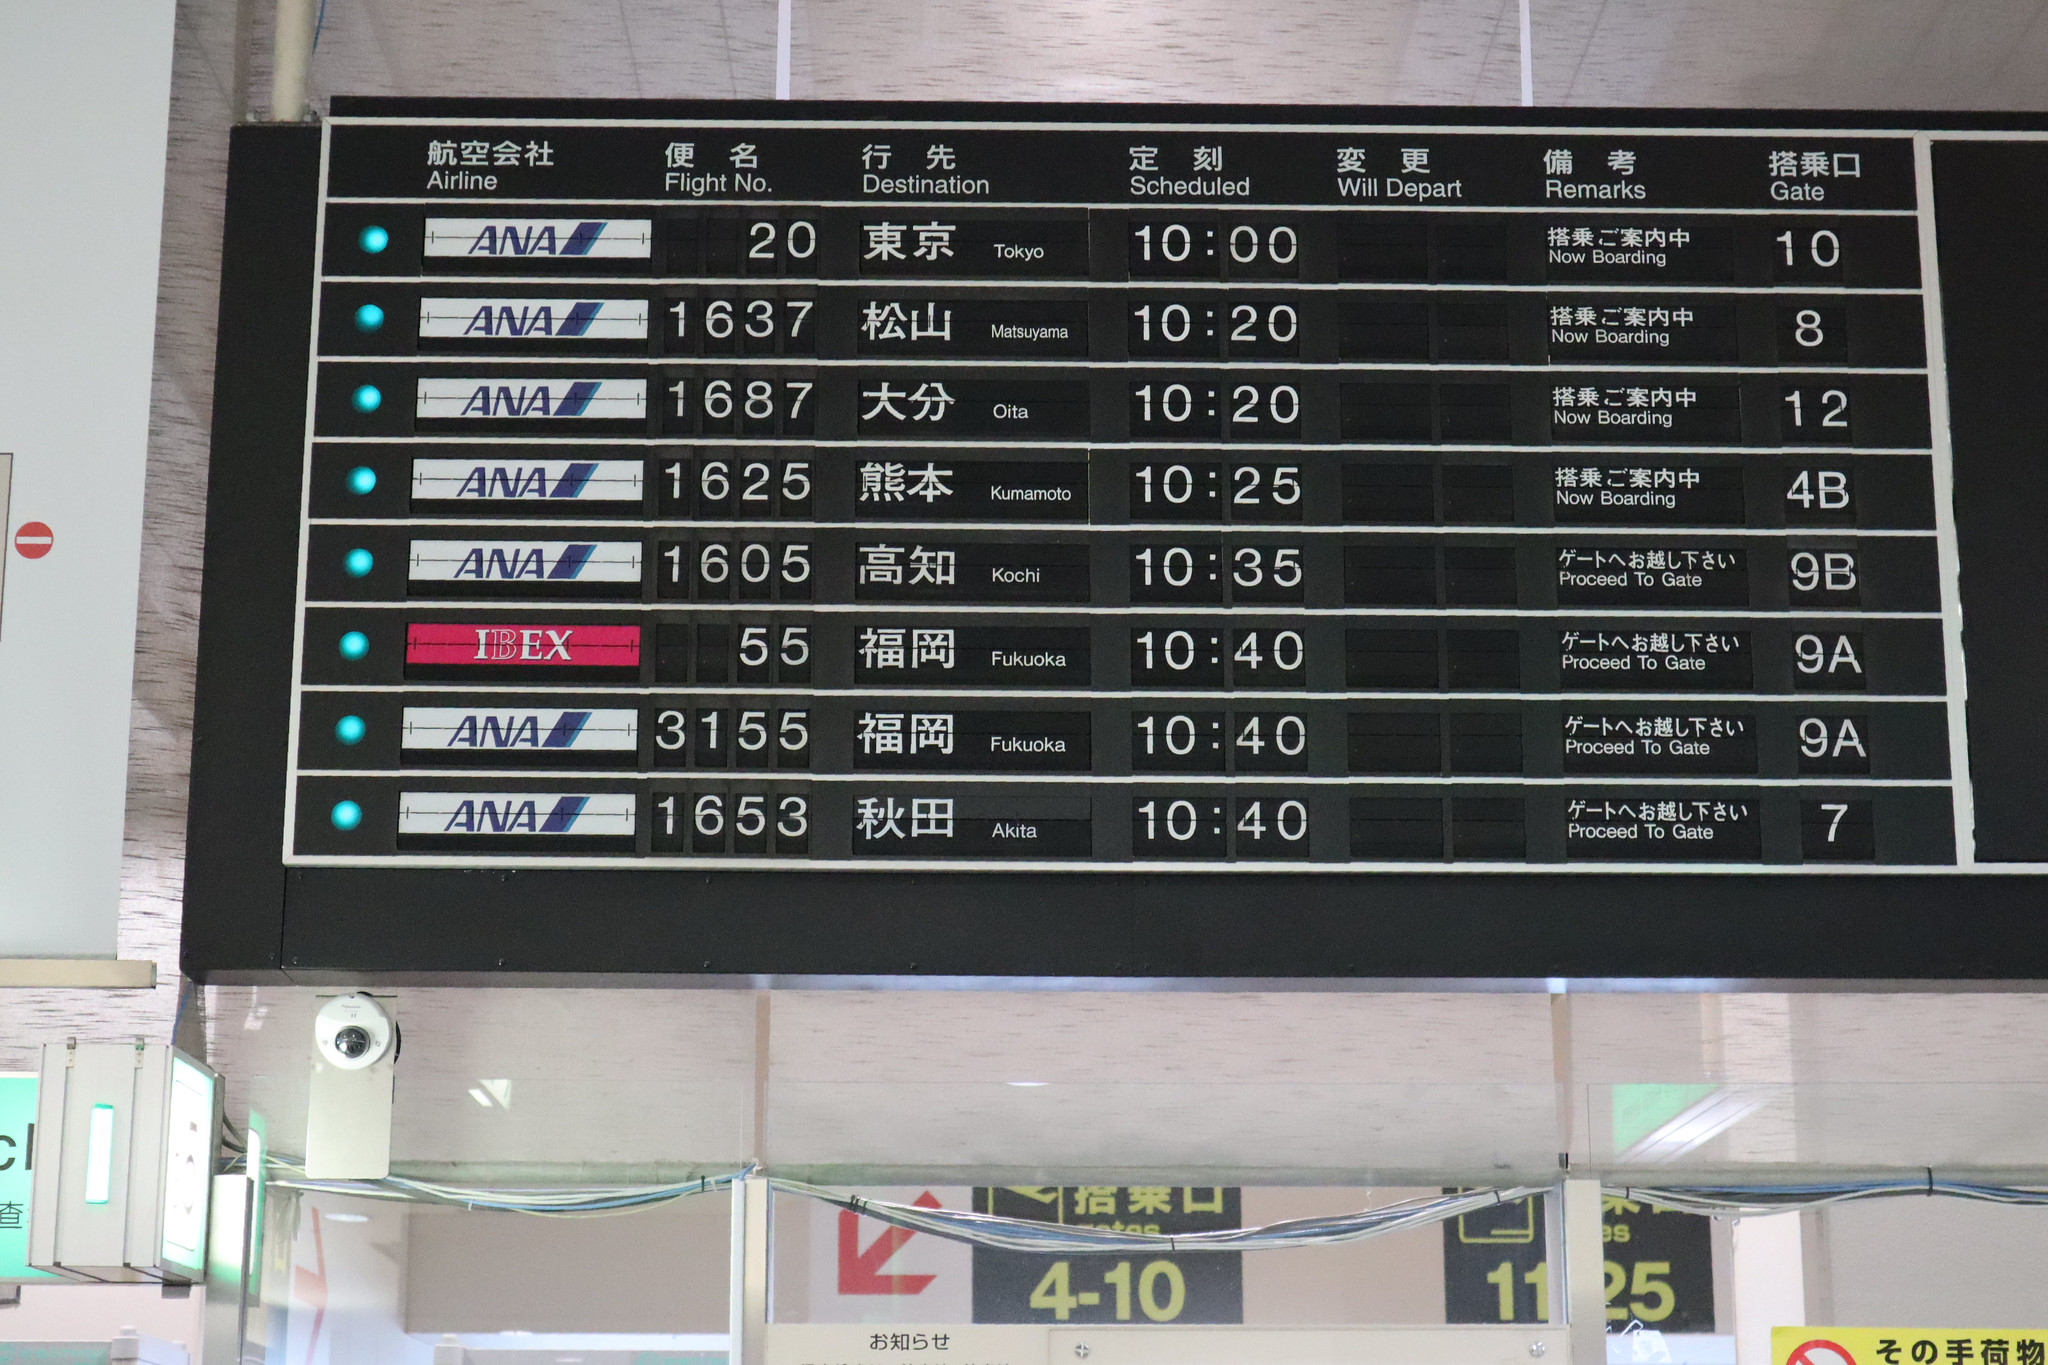 航空会社 便名 行先 定刻 変更 備考 搭乗口
Airline Flight No. Destination Scheduled Will Depart Remarks Gate
ANA 20 東京 Tokyo 10:00 搭乗ご案内中 Now Boarding 10
ANA 1637 松山 Matsuyama 10:20 搭乗ご案内中 Now Boarding 8
ANA 1687 大分 Oita 10:20 搭乗ご案内中 Now Boarding 12
ANA 1625 熊本 Kumamoto 10:25 搭乗ご案内中 Now Boarding 4B
ANA 1605 高知 Kochi 10:35 ゲートへお越し下さい Proceed To Gate 9B
IBEX 55 福岡 Fukuoka 10:40 ゲートへお越し下さい Proceed To Gate 9A
ANA 3155 福岡 Fukuoka 10:40 ゲートへお越し下さい Proceed To Gate 9A
ANA 1653 秋田 Akita 10:40 ゲートへお越し下さい Proceed To Gate 7
搭乗口
4-10
25
お知らせ
その手荷物